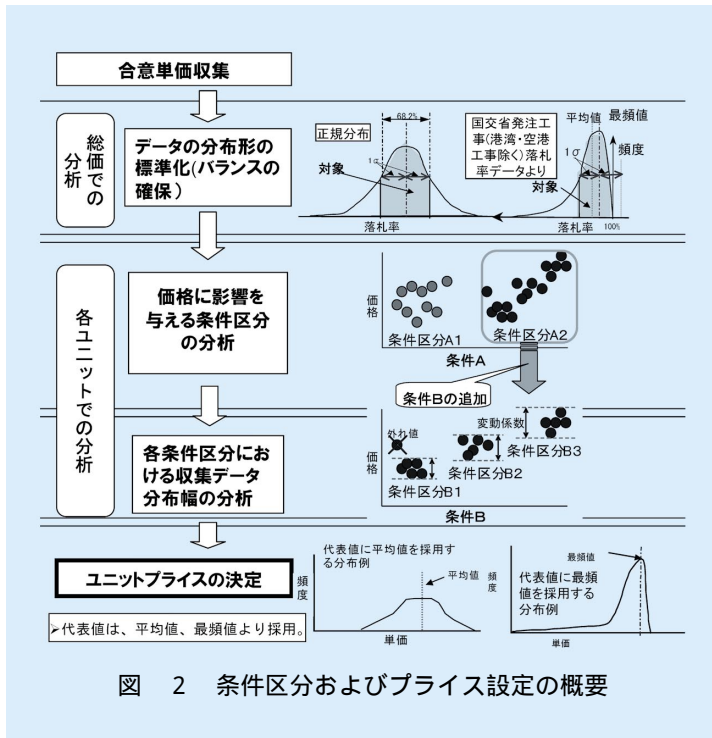 合意単価収集
総価での
分析
データの分布形の
標準化(バランスの
確保)
正規分布
68.2%
1σ
対象
落札率
国交省発注工
事(港湾・空港
工事除く)落札
率データより
平均値
最頻値
頻度
1σ
対象
落札率
100%
各ユニットでの分析
価格に影響を
与える条件区分
の分析
価格
条件区分A1
条件区分A2
条件A
条件Bの追加
各条件区分にお
ける収集データ
分布幅の分析
価格
外れ値
変動係数
条件区分B1
条件区分B2
条件区分B3
条件B
ユニットプライスの決定
➢代表値は、平均値、最頻値より採用。
頻度
代表値に平均値を採用す
る分布例
平均値
単価
頻度
最頻値
代表値に最頻
値を採用する
分布例
単価
図 2 条件区分およびプライス設定の概要